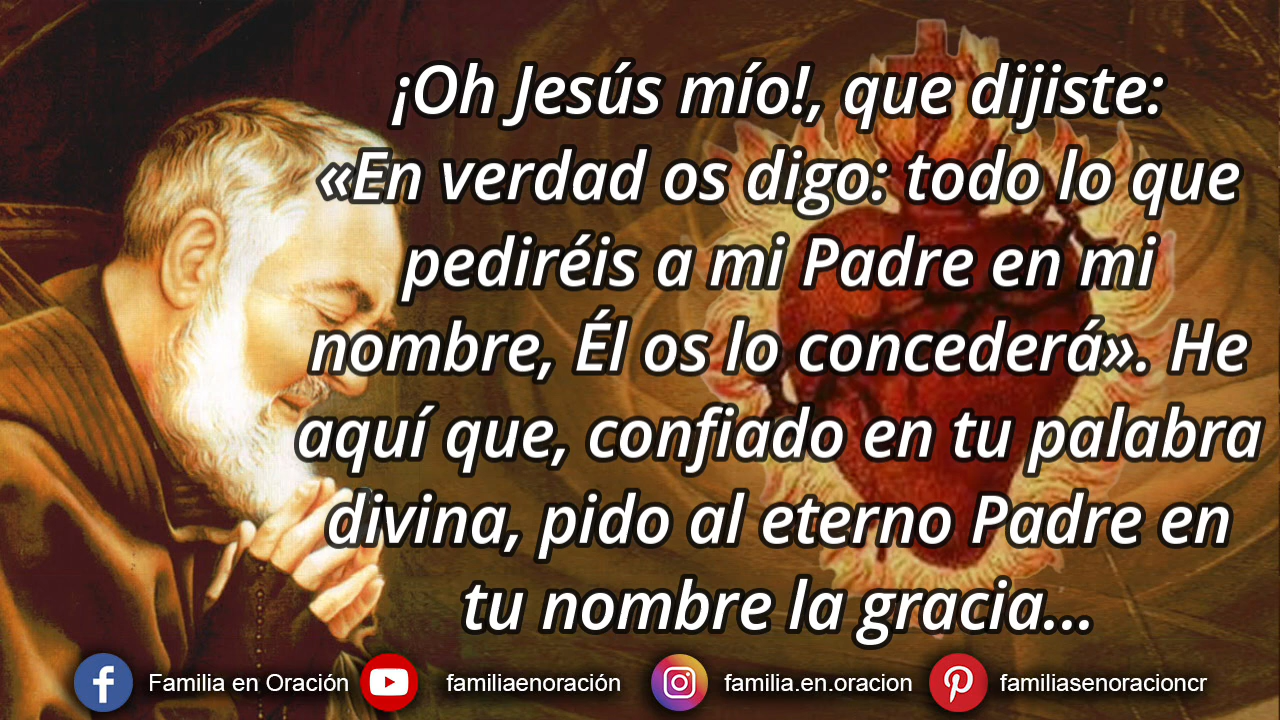 ¡Oh Jesús mío!, que dijiste:
«En verdad os digo: todo lo que
pediréis a mi Padre en mi
nombre, Él os lo concederá». He
aquí que, confiado en tu palabra
divina, pido al eterno Padre en
tu nombre la gracia...
Familia en Oración familiaenoración familia.en.oracion familiasenoracioncr